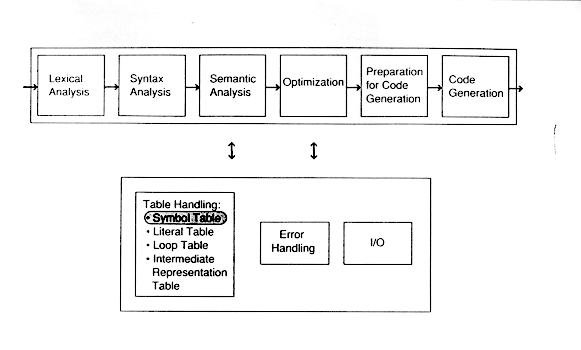 Lexical
Analysis
Syntax
Analysis
Semantic
Analysis
Optimization
Preparation
for Code
Generation
Code
Generation
Table Handling:
• Symbol Table
• Literal Table
• Loop Table
• Intermediate
Representation
Table
Error
Handling
I/O